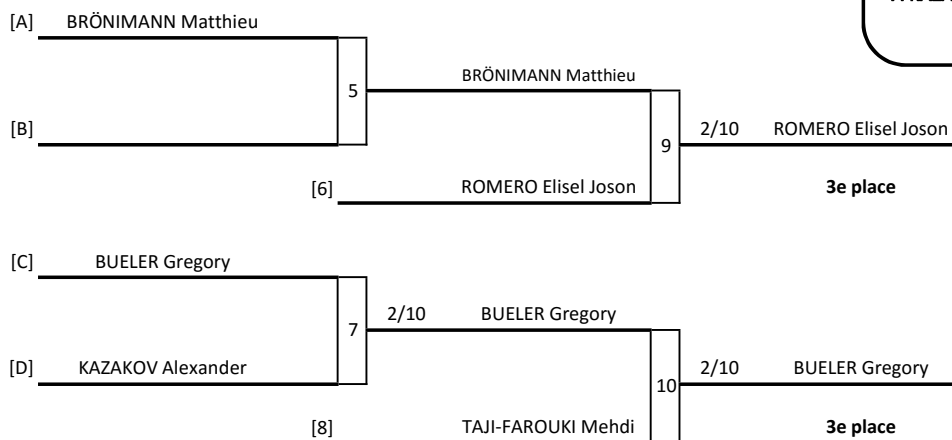 [A] BRÖNIMANN Matthieu
BRÖNIMANN Matthieu
5
[B]
2/10 ROMERO Elisel Joson
9
[6] ROMERO Elisel Joson
3e place
[C] BUELER Gregory
2/10 BUELER Gregory
7
[D] KAZAKOV Alexander
2/10 BUELER Gregory
10
[8] TAJI-FAROUKI Mehdi
3e place